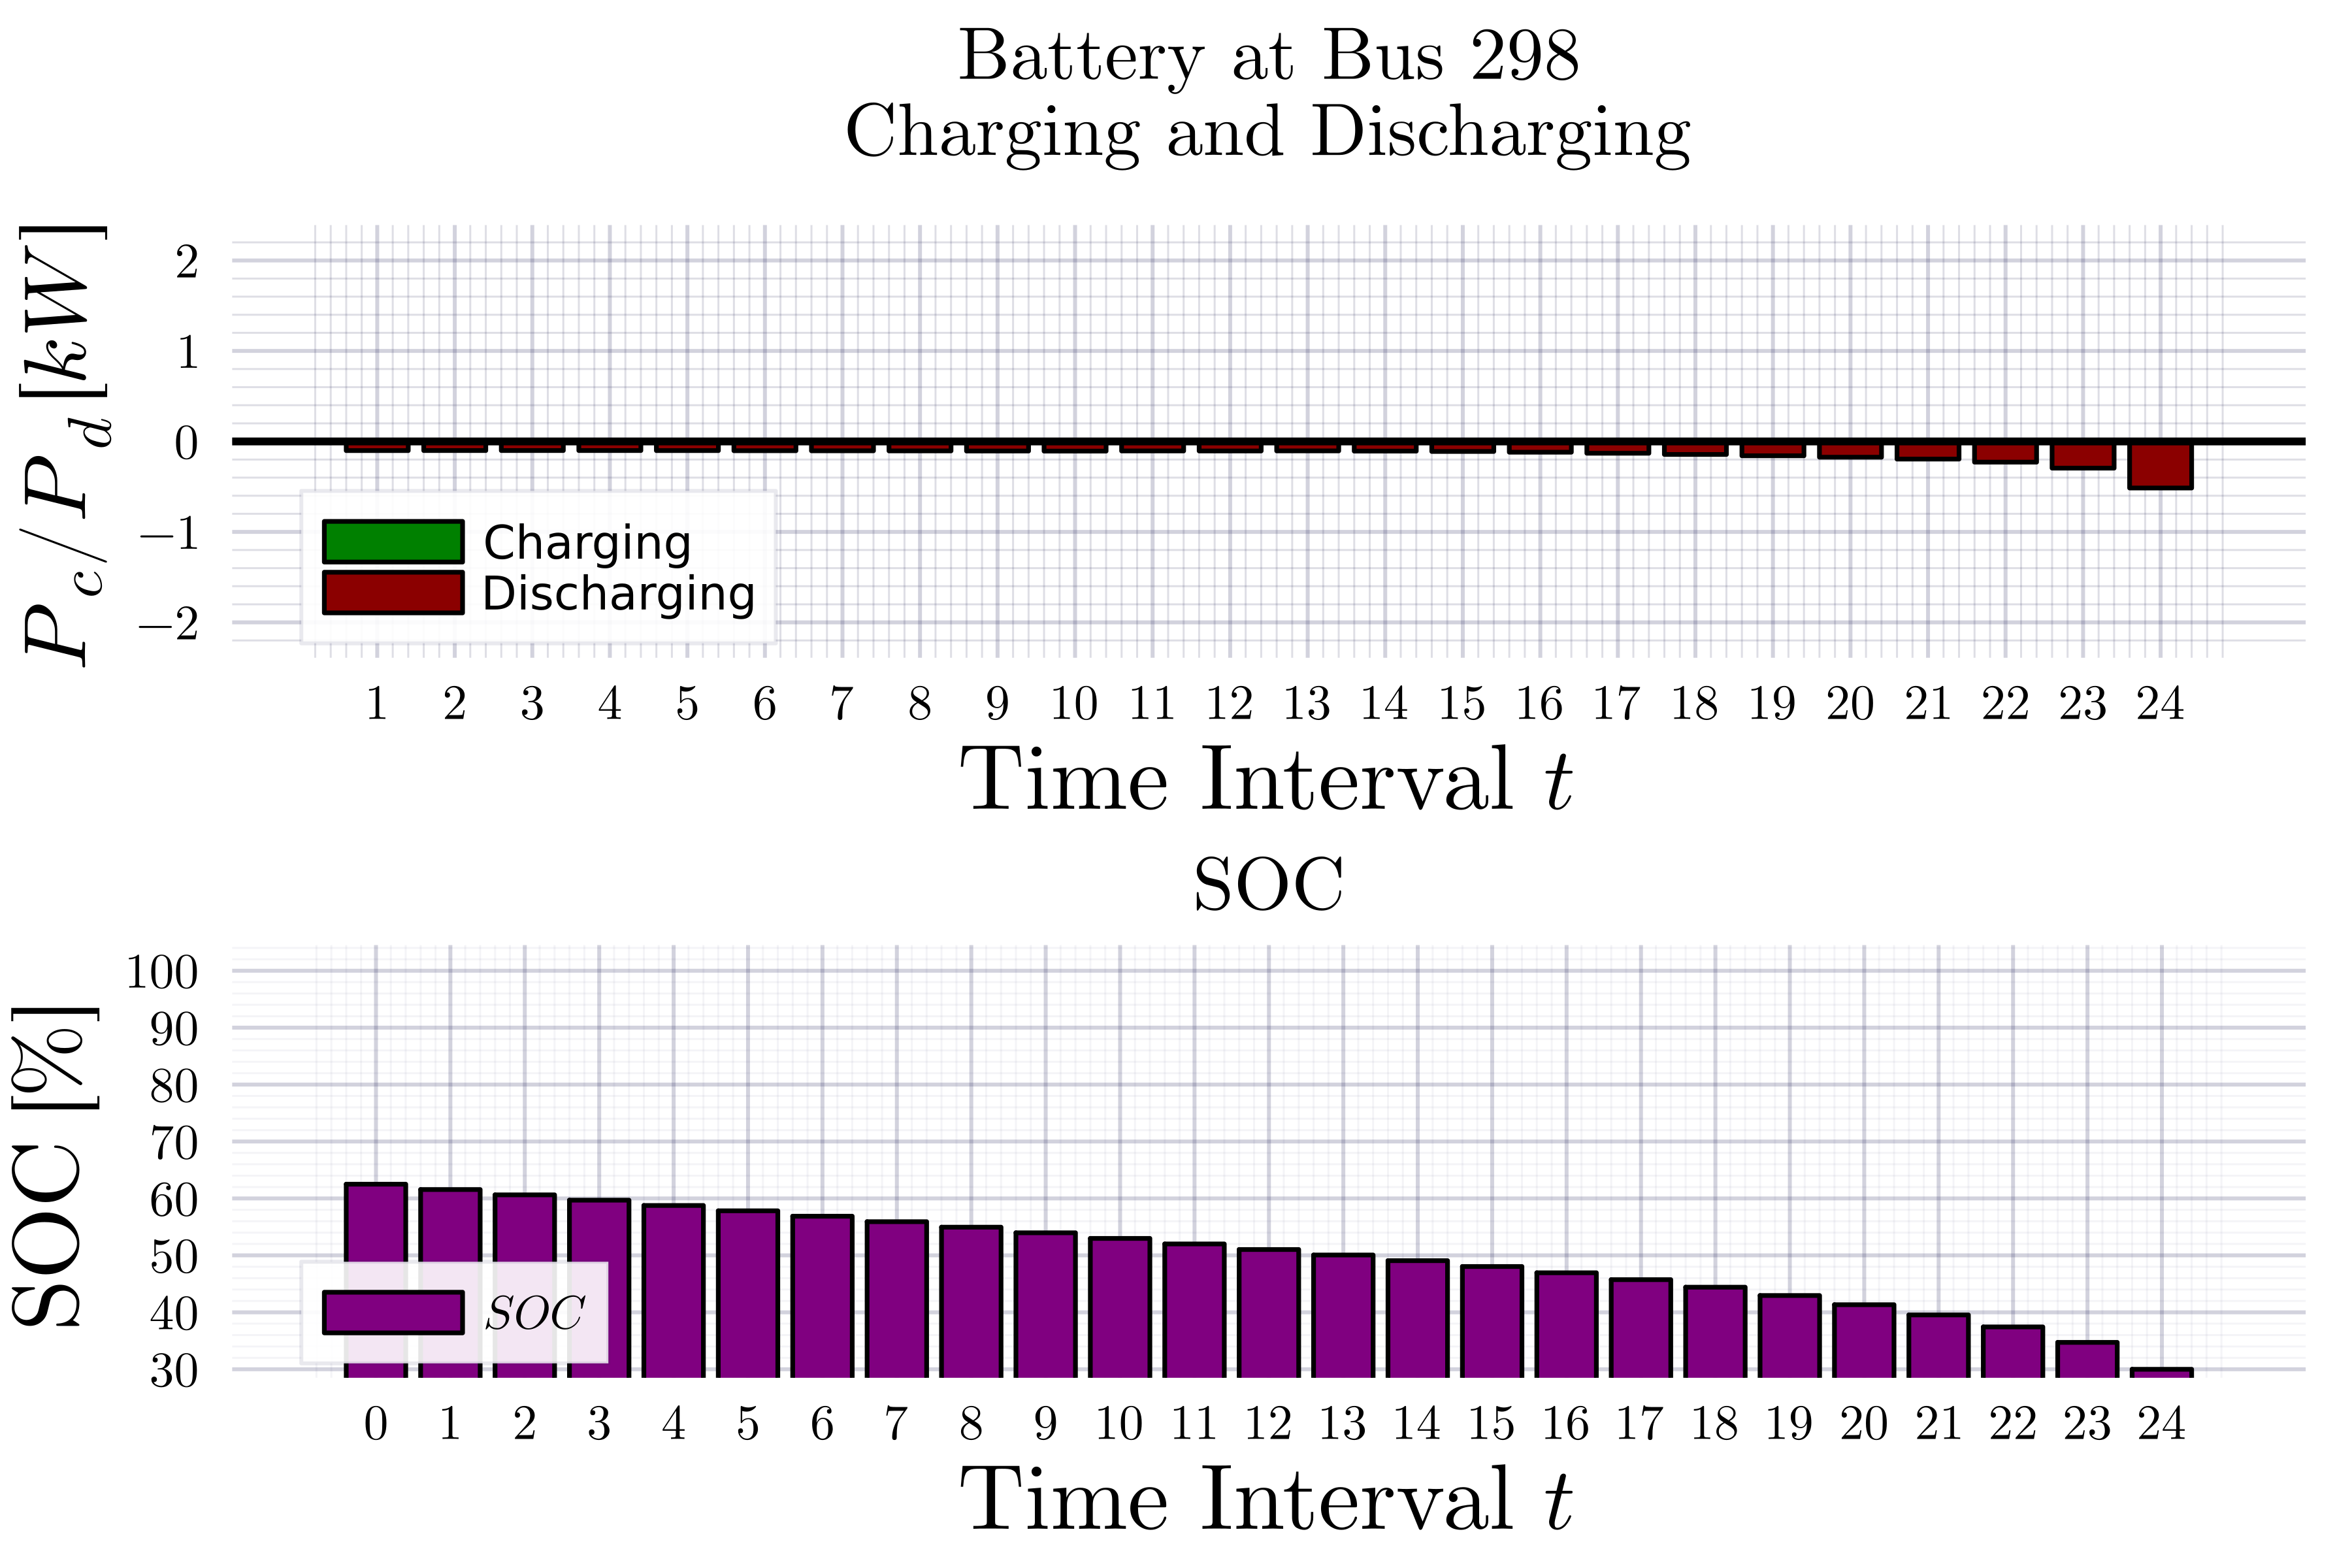 Battery at Bus 298
Charging and Discharging
P_c/P_d [kW]
2
1
0
−1
−2
Charging
Discharging
1 2 3 4 5 6 7 8 9 10 11 12 13 14 15 16 17 18 19 20 21 22 23 24
Time Interval t
SOC
SOC [%]
100
90
80
70
60
50
40
30
SOC
0 1 2 3 4 5 6 7 8 9 10 11 12 13 14 15 16 17 18 19 20 21 22 23 24
Time Interval t